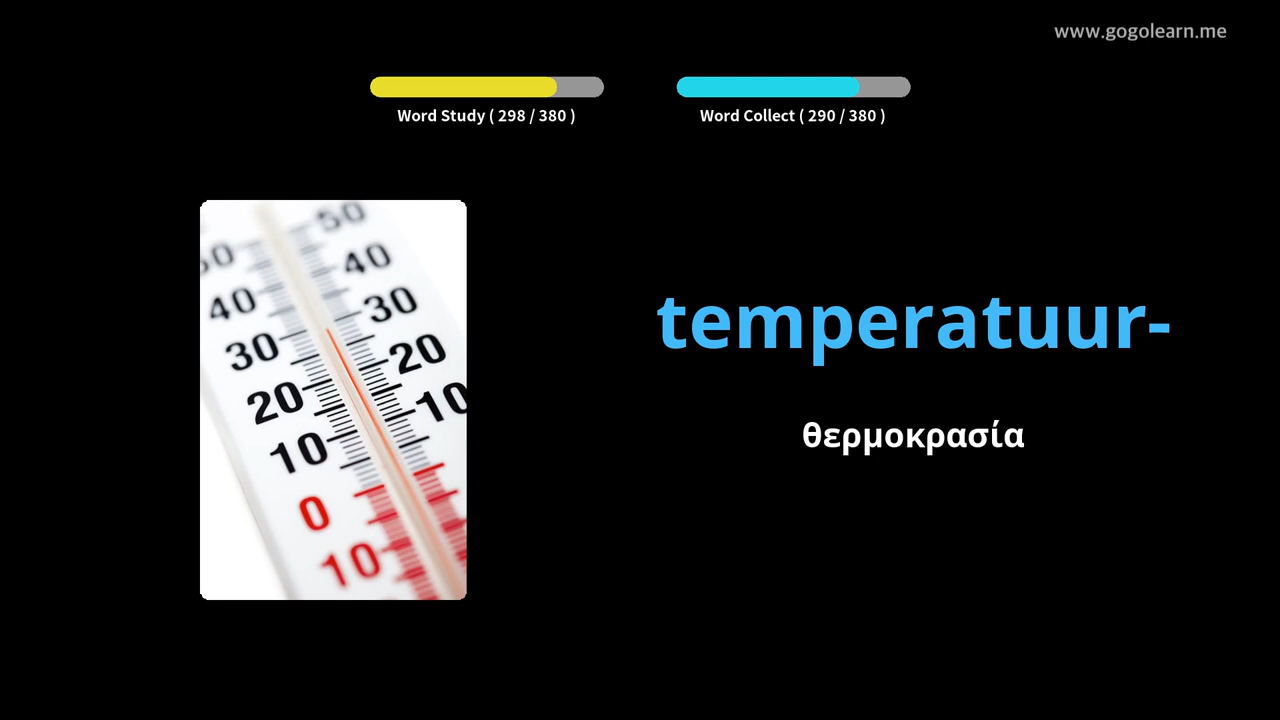 www.gogolearn.me
Word Study ( 298 / 380 )
Word Collect ( 290 / 380 )
50
40
30
20
10
40
30
20
10
0
10
temperatuur-
θερμοκρασία